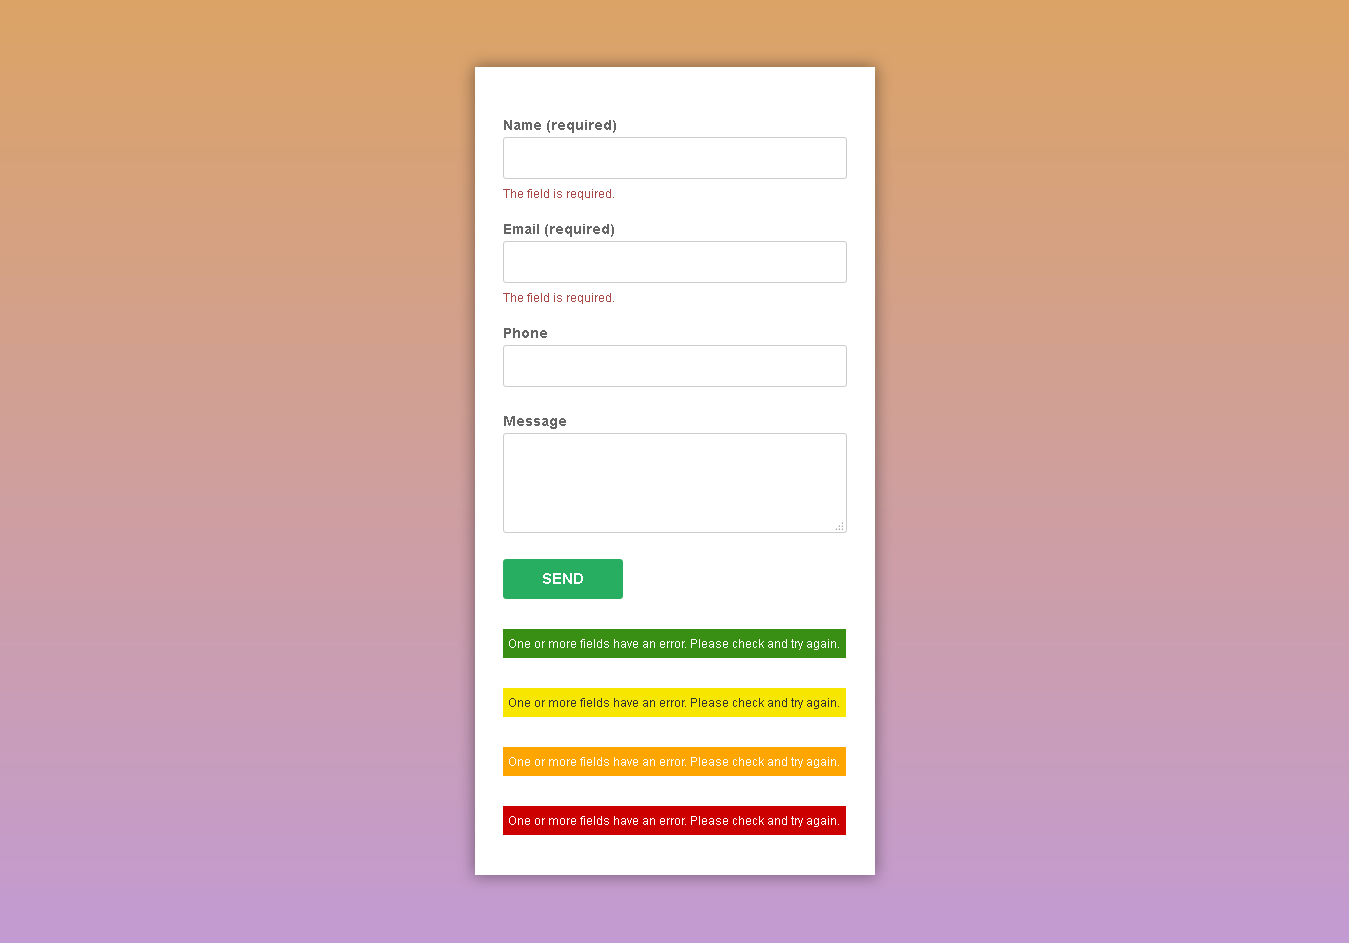 Name (required)
The field is required.
Email (required)
The field is required.
Phone
Message
SEND
One or more fields have an error. Please check and try again.
One or more fields have an error. Please check and try again.
One or more fields have an error. Please check and try again.
One or more fields have an error. Please check and try again.